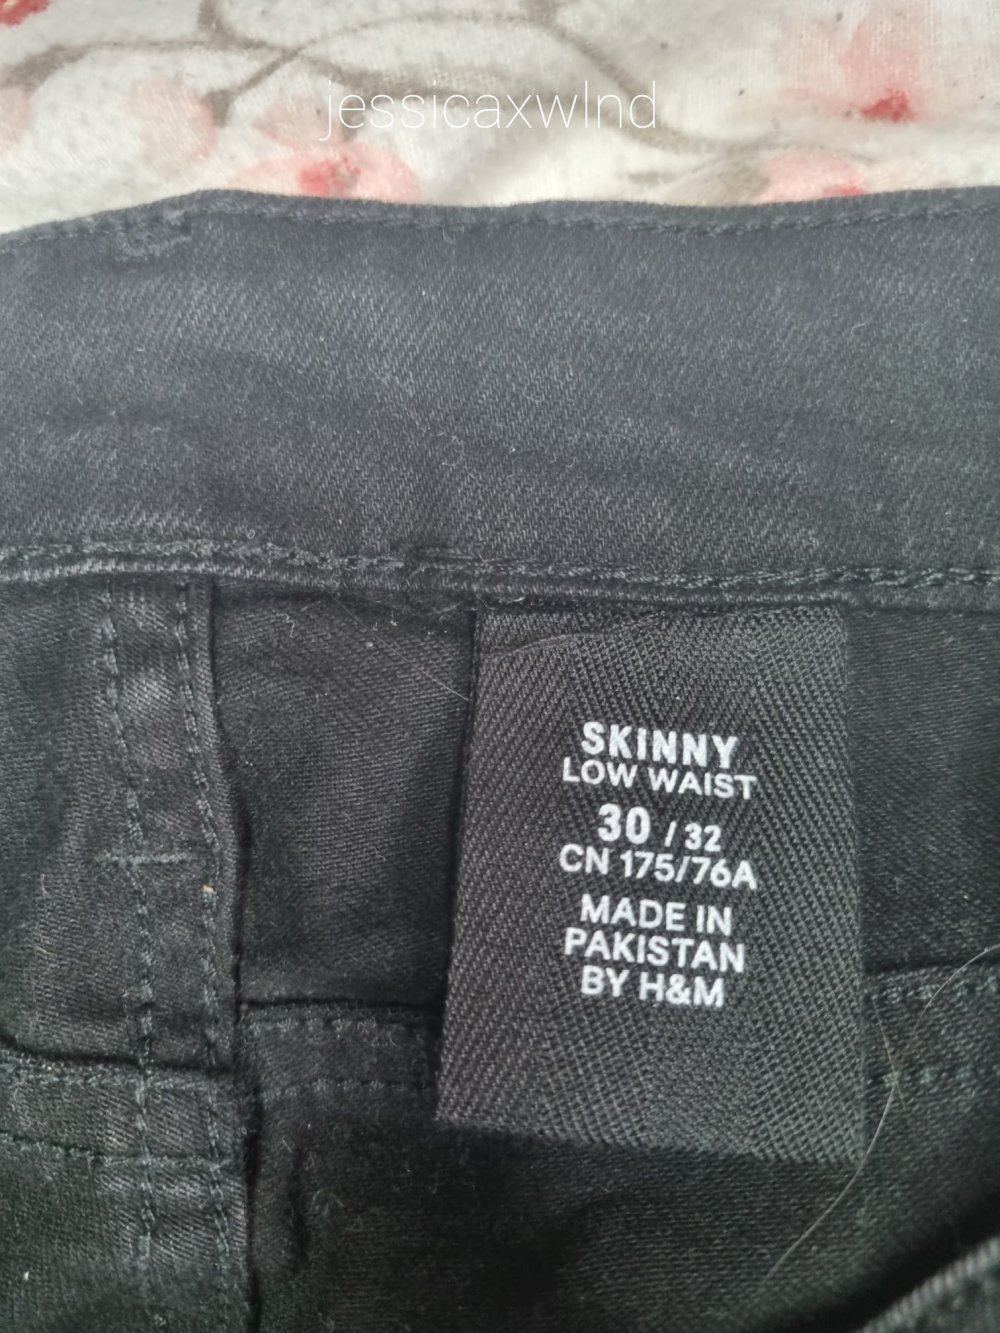 jessicaxwlnd
SKINNY
LOW WAIST
30 / 32
CN 175/76A
MADE IN
PAKISTAN
BY H&M